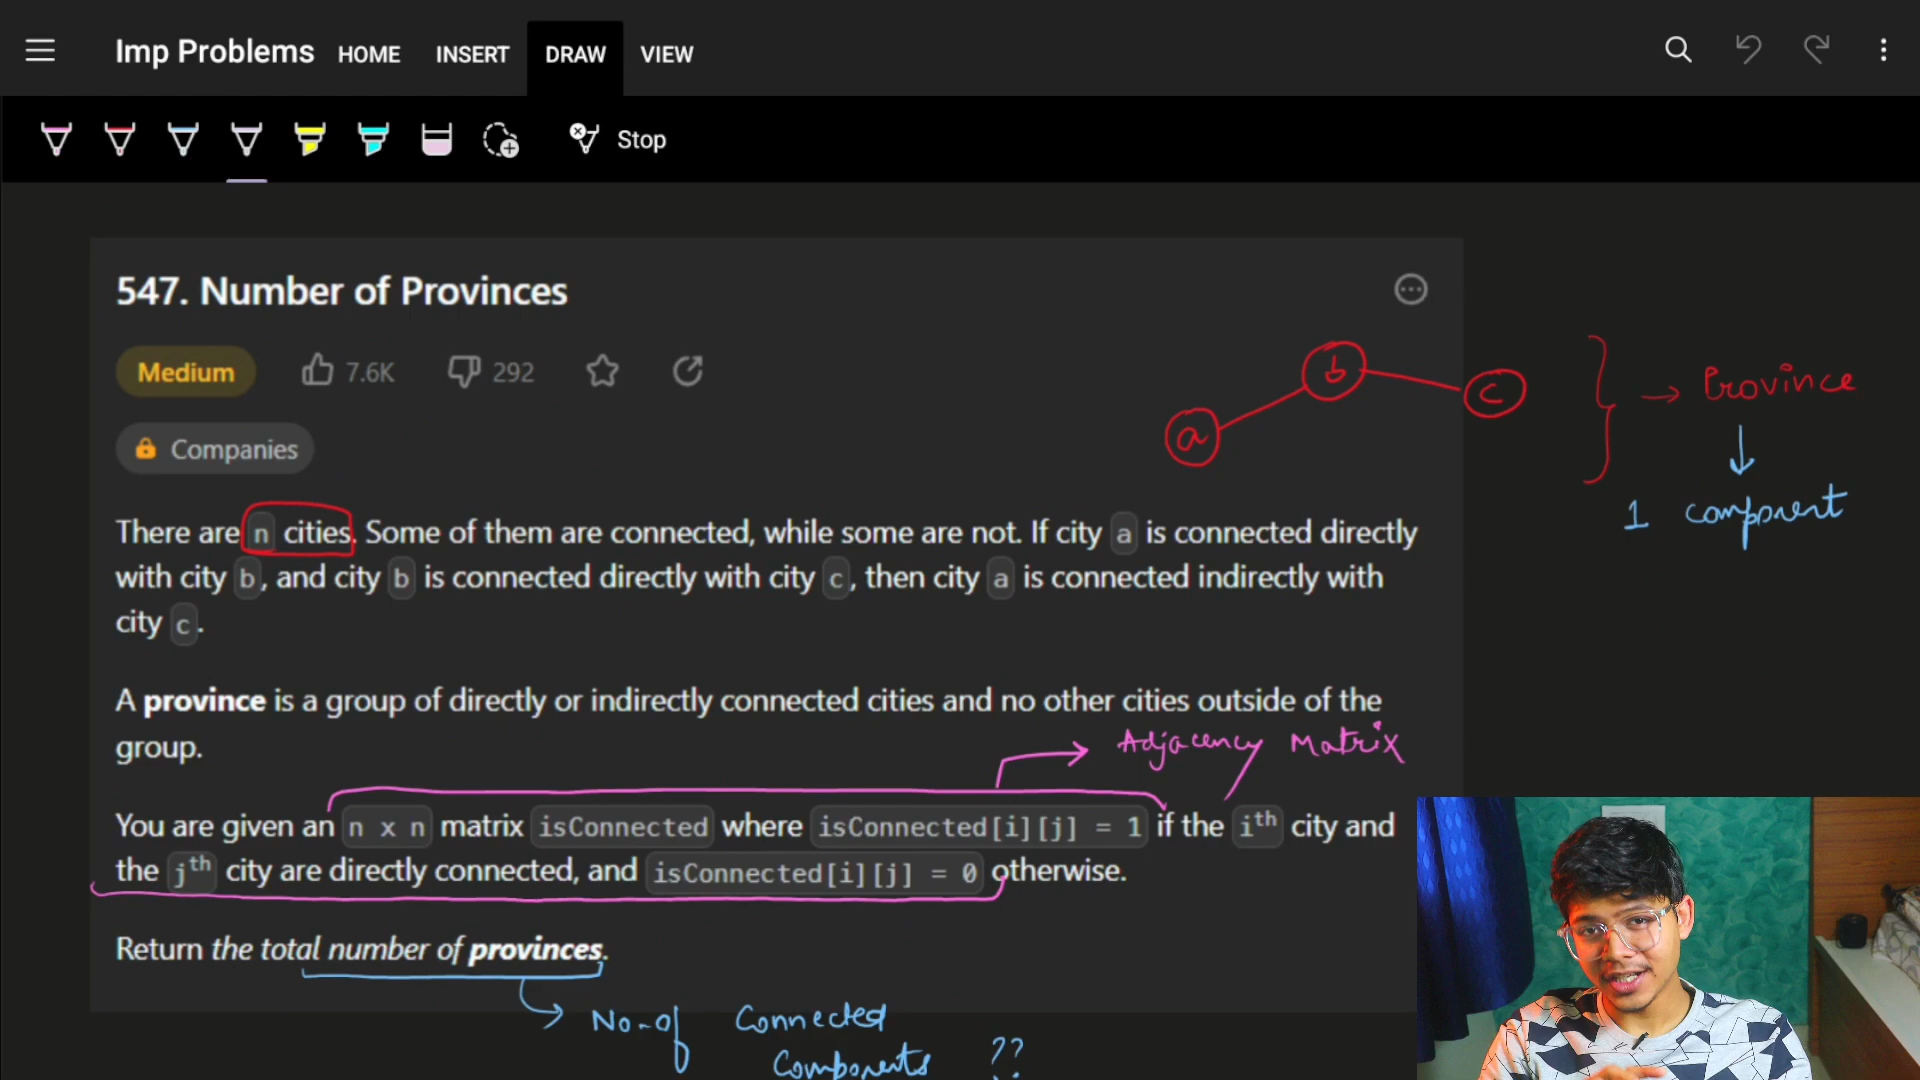 Imp Problems HOME INSERT DRAW VIEW
Stop
547. Number of Provinces
Medium 7.6K 292
Companies
a b c → Province
1 component
There are n cities. Some of them are connected, while some are not. If city a is connected directly
with city b, and city b is connected directly with city c, then city a is connected indirectly with
city c.
A province is a group of directly or indirectly connected cities and no other cities outside of the
group.
Adjacency Matrix
You are given an n x n matrix isConnected where isConnected[i][j] = 1 if the ith city and
the jth city are directly connected, and isConnected[i][j] = 0 otherwise.
Return the total number of provinces.
No. of Connected
Components ??